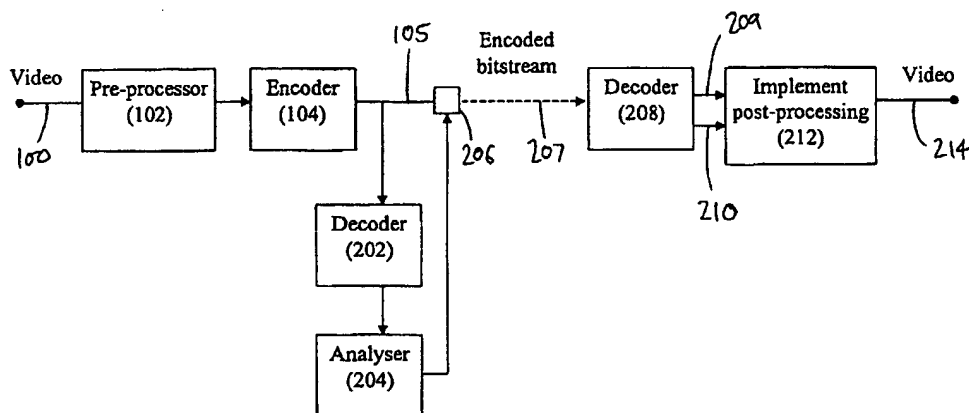 Video
100
Pre-processor
(102)
Encoder
(104)
105
206
Encoded
bitstream
207
Decoder
(208)
209
210
Implement
post-processing
(212)
Video
214
Decoder
(202)
Analyser
(204)